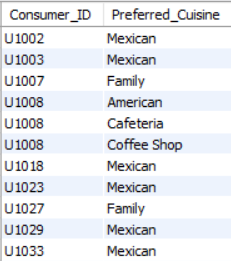 Consumer_ID Preferred_Cuisine
U1002 Mexican
U1003 Mexican
U1007 Family
U1008 American
U1008 Cafeteria
U1008 Coffee Shop
U1018 Mexican
U1023 Mexican
U1027 Family
U1029 Mexican
U1033 Mexican